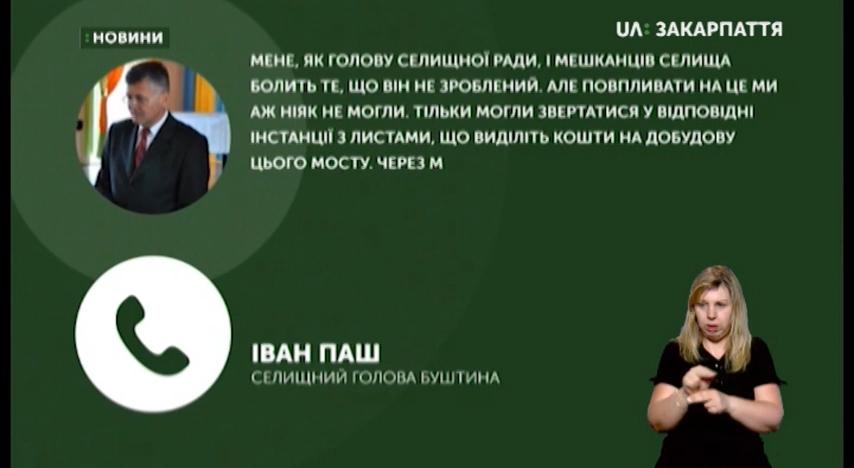 : НОВИНИ
UA: ЗАКАРПАТТЯ
МЕНЕ, ЯК ГОЛОВУ СЕЛИЩНОЇ РАДИ, І МЕШКАНЦІВ СЕЛИЩА
БОЛИТЬ ТЕ, ЩО ВІН НЕ ЗРОБЛЕНИЙ. АЛЕ ПОВПЛИВАТИ НА ЦЕ МИ
АЖ НІЯК НЕ МОГЛИ. ТІЛЬКИ МОГЛИ ЗВЕРТАТИСЯ У ВІДПОВІДНІ
ІНСТАНЦІЇ З ЛИСТАМИ, ЩО ВИДІЛІТЬ КОШТИ НА ДОБУДОВУ
ЦЬОГО МОСТУ. ЧЕРЕЗ М
ІВАН ПАШ
СЕЛИЩНИЙ ГОЛОВА БУШТИНА